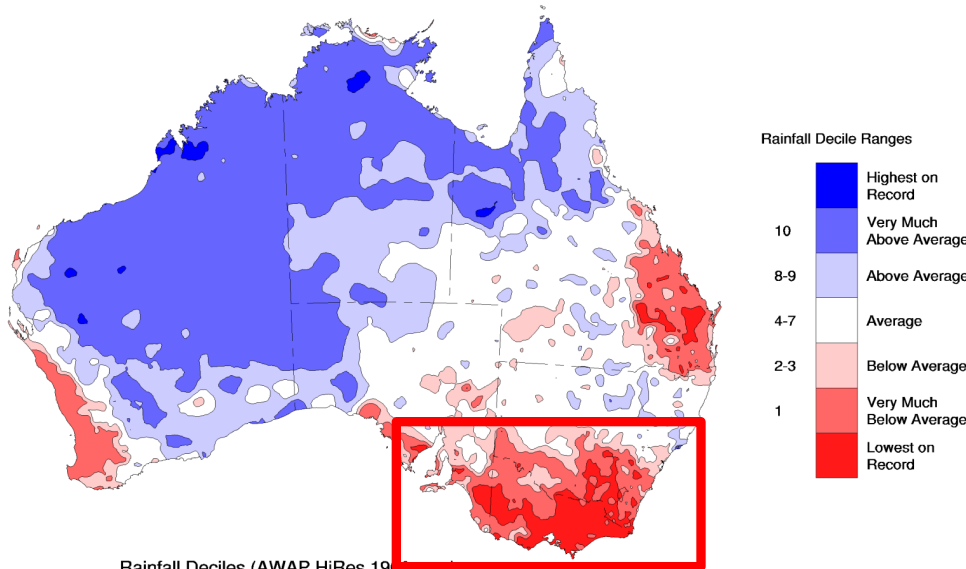 Rainfall Decile Ranges
Highest on
Record
10
Very Much
Above Average
8-9
Above Average
4-7
Average
2-3
Below Average
1
Very Much
Below Average
Lowest on
Record
Rainfall Deciles (AWAP HiRes